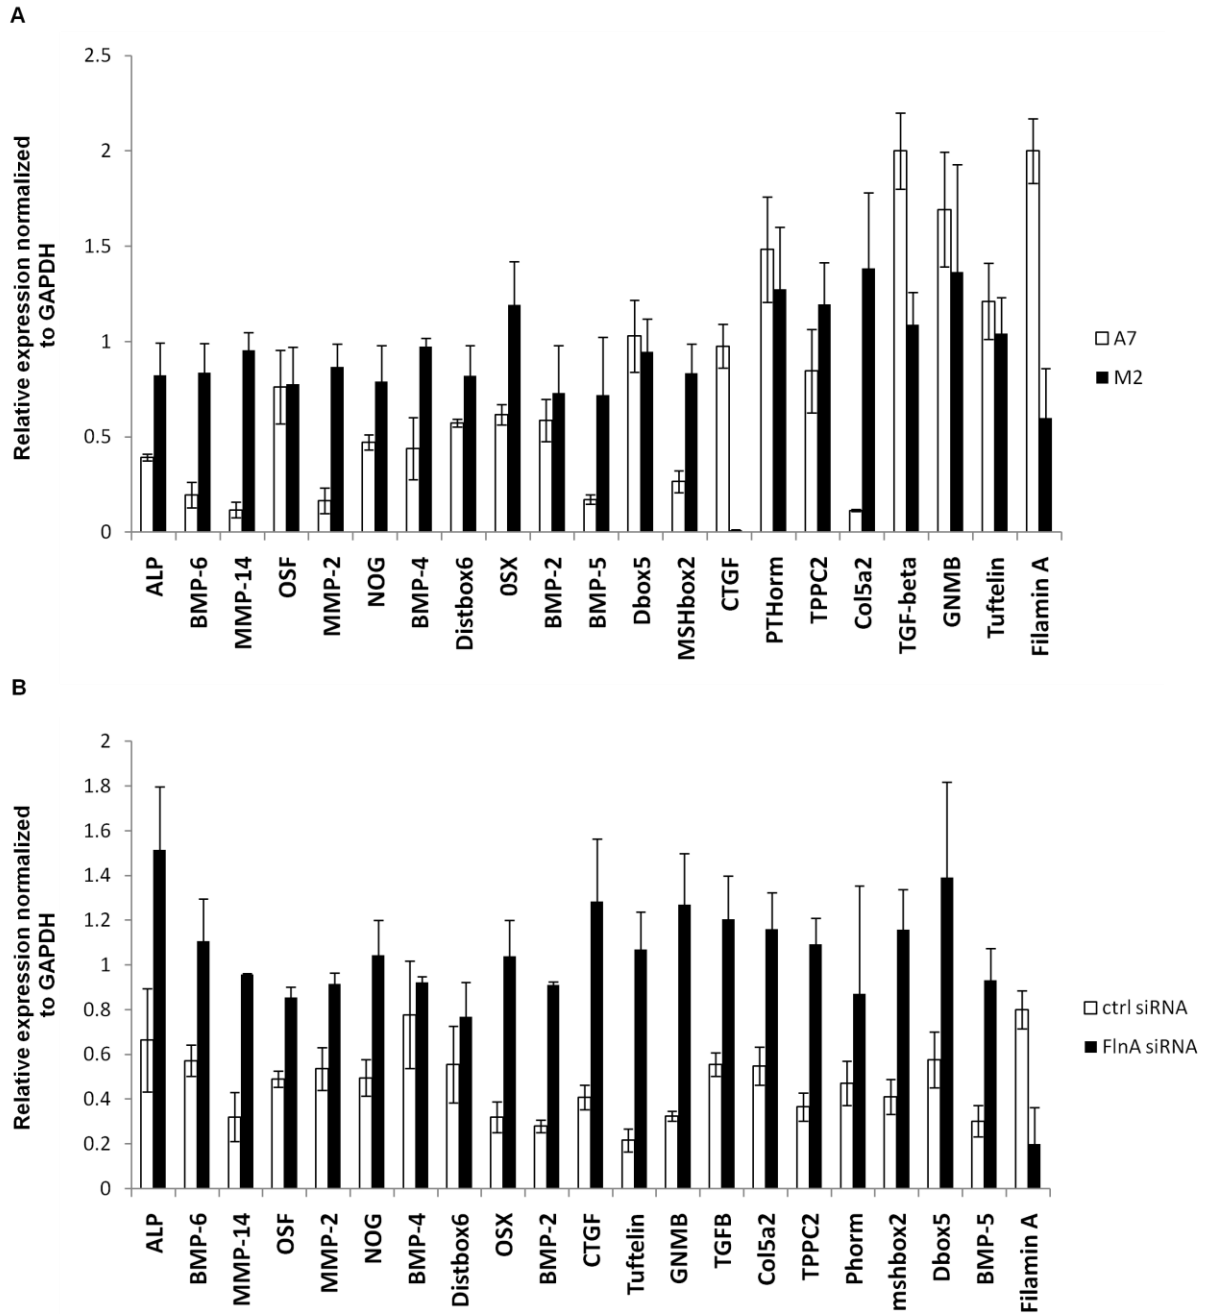 A
Relative expression normalized
to GAPDH
2.5
2
1.5
1
0.5
0
ALP
BMP-6
MMP-14
OSF
MMP-2
NOG
BMP-4
Distbox6
0SX
BMP-2
BMP-5
Dbox5
MSHbox2
CTGF
PTHorm
TPPC2
Col5a2
TGF-beta
GNMB
Tuftelin
Filamin A
A7
M2
B
Relative expression normalized
to GAPDH
2
1.8
1.6
1.4
1.2
1
0.8
0.6
0.4
0.2
0
ALP
BMP-6
MMP-14
OSF
MMP-2
NOG
BMP-4
Distbox6
OSX
BMP-2
CTGF
Tuftelin
GNMB
TGFB
Col5a2
TPPC2
Phorm
mshbox2
Dbox5
BMP-5
Filamin A
ctrl siRNA
FlnA siRNA